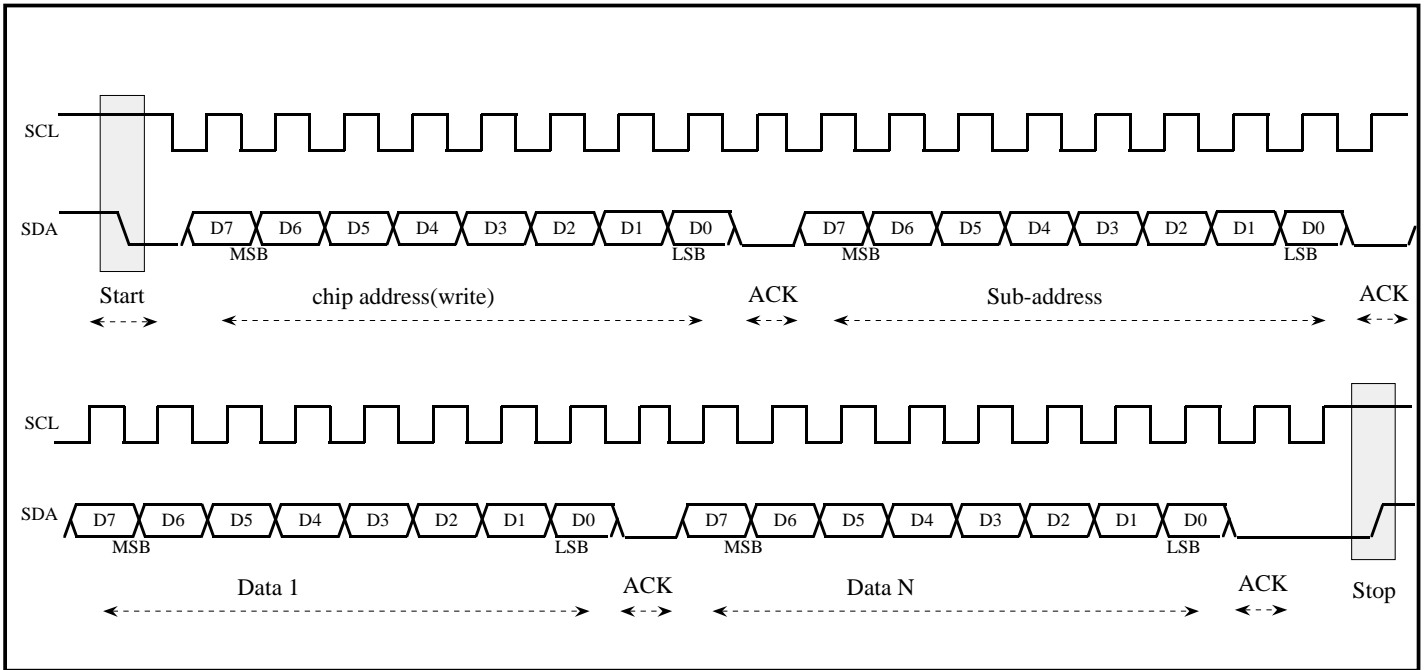 SCL
SDA D7 D6 D5 D4 D3 D2 D1 D0 D7 D6 D5 D4 D3 D2 D1 D0
MSB LSB MSB LSB
Start chip address(write) ACK Sub-address ACK
SCL
SDA D7 D6 D5 D4 D3 D2 D1 D0 D7 D6 D5 D4 D3 D2 D1 D0
MSB LSB MSB LSB
Data 1 ACK Data N ACK Stop